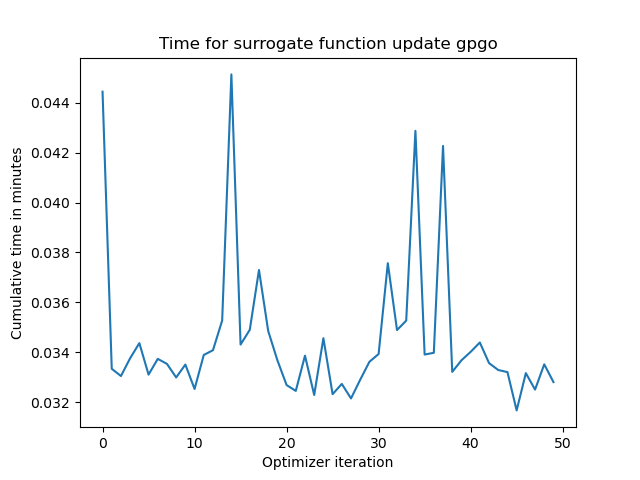 Time for surrogate function update gpgo
Cumulative time in minutes
0.044
0.042
0.040
0.038
0.036
0.034
0.032
0 10 20 30 40 50
Optimizer iteration